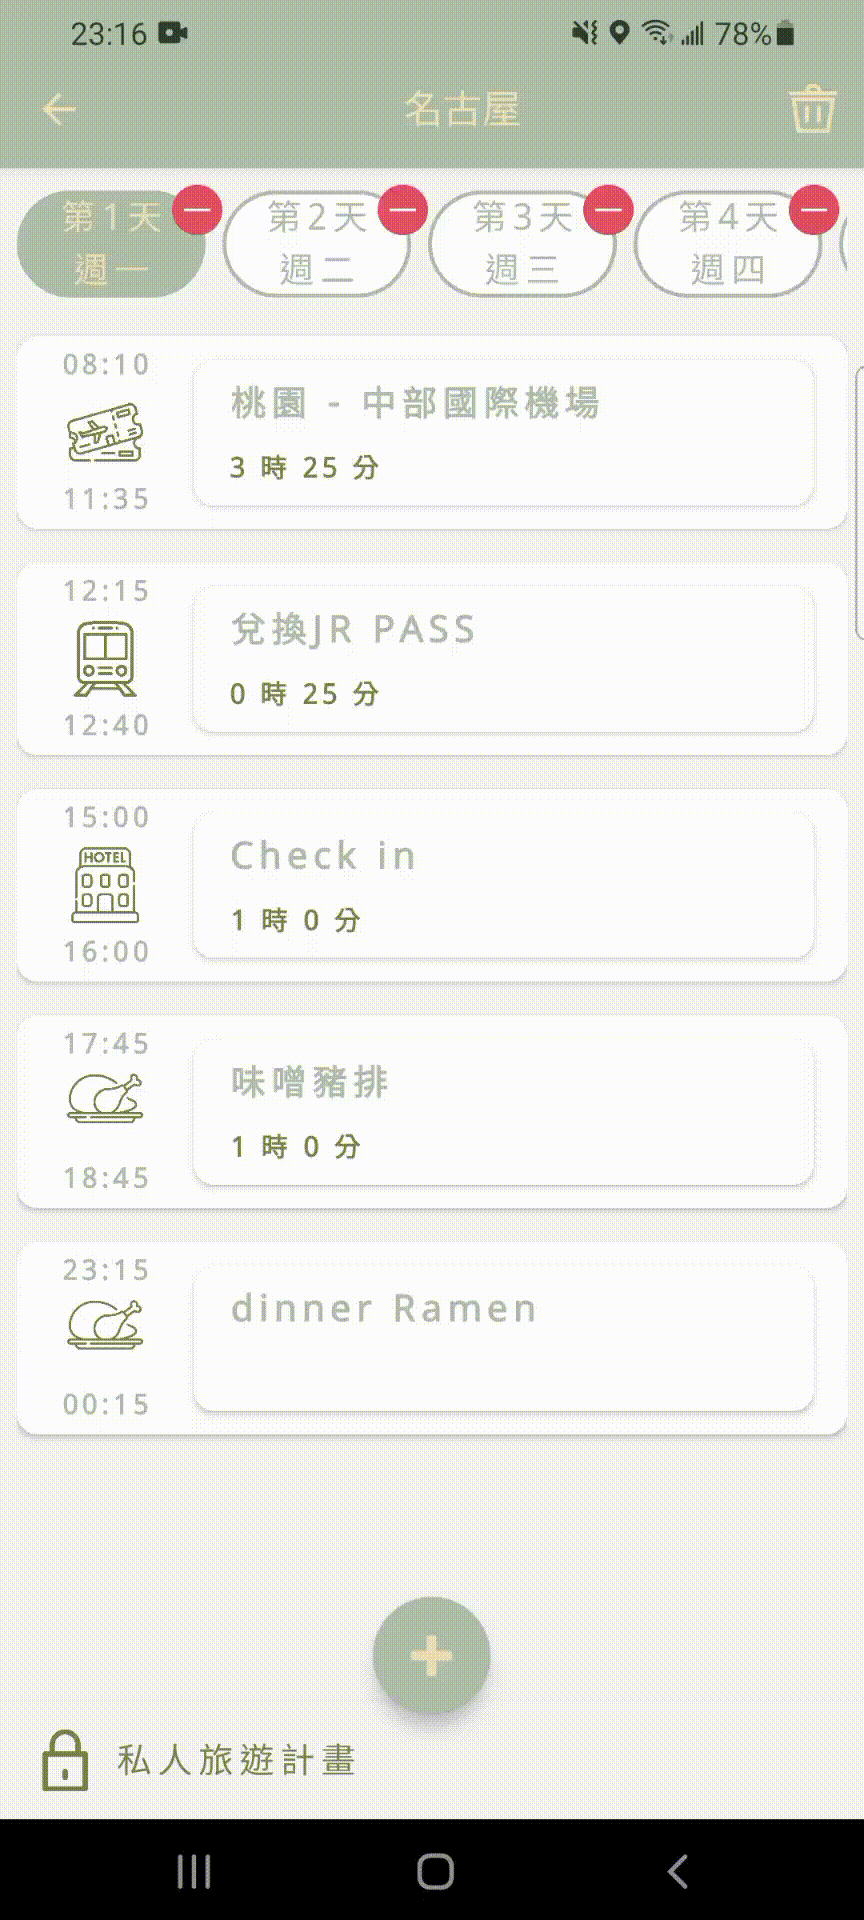 23:16 78%
名古屋
第1天 第2天 第3天 第4天
週一 週二 週三 週四
08:10
桃園 - 中部國際機場
3 時 25 分
11:35
12:15
兌換JR PASS
0 時 25 分
12:40
15:00
HOTEL
Check in
1 時 0 分
16:00
17:45
味噌豬排
1 時 0 分
18:45
23:15
dinner Ramen
00:15
私人旅遊計畫